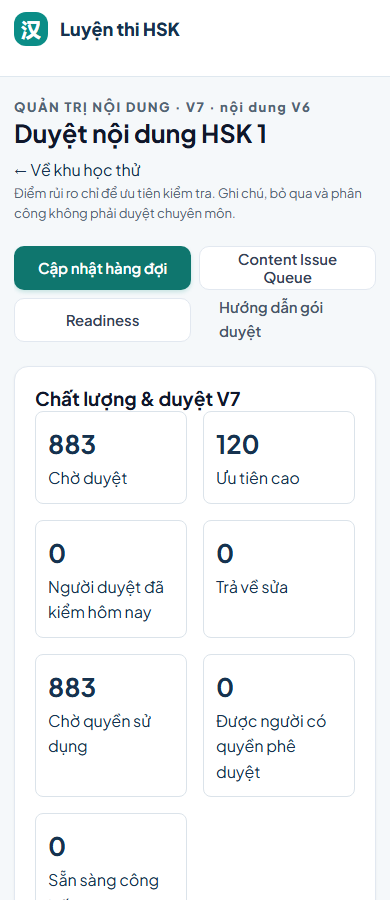 汉 Luyện thi HSK
QUẢN TRỊ NỘI DUNG · V7 · nội dung V6
Duyệt nội dung HSK 1
← Về khu học thử
Điểm rủi ro chỉ để ưu tiên kiểm tra. Ghi chú, bỏ qua và phân
công không phải duyệt chuyên môn.
Cập nhật hàng đợi
Content Issue
Queue
Readiness
Hướng dẫn gói
duyệt
Chất lượng & duyệt V7
883
Chờ duyệt
120
Ưu tiên cao
0
Người duyệt đã
kiểm hôm nay
0
Trả về sửa
883
Chờ quyền sử
dụng
0
Được người có
quyền phê
duyệt
0
Sẵn sàng công